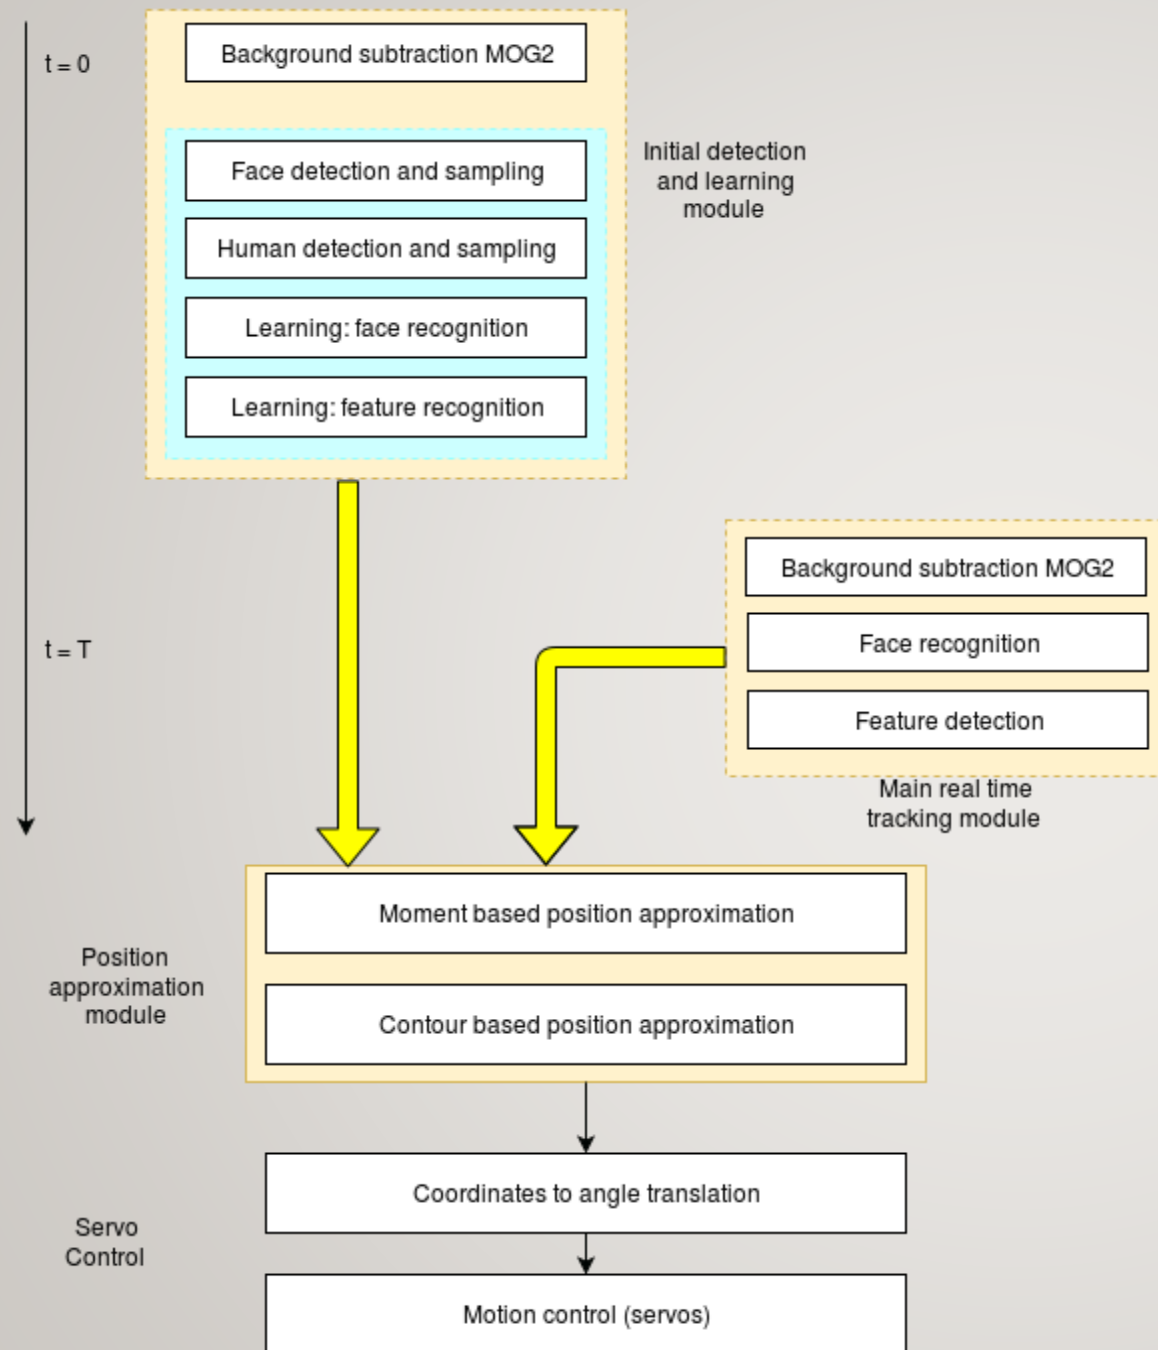 t = 0
Background subtraction MOG2
Face detection and sampling
Human detection and sampling
Learning: face recognition
Learning: feature recognition
Initial detection
and learning
module
t = T
Background subtraction MOG2
Face recognition
Feature detection
Main real time
tracking module
Position
approximation
module
Moment based position approximation
Contour based position approximation
Servo
Control
Coordinates to angle translation
Motion control (servos)